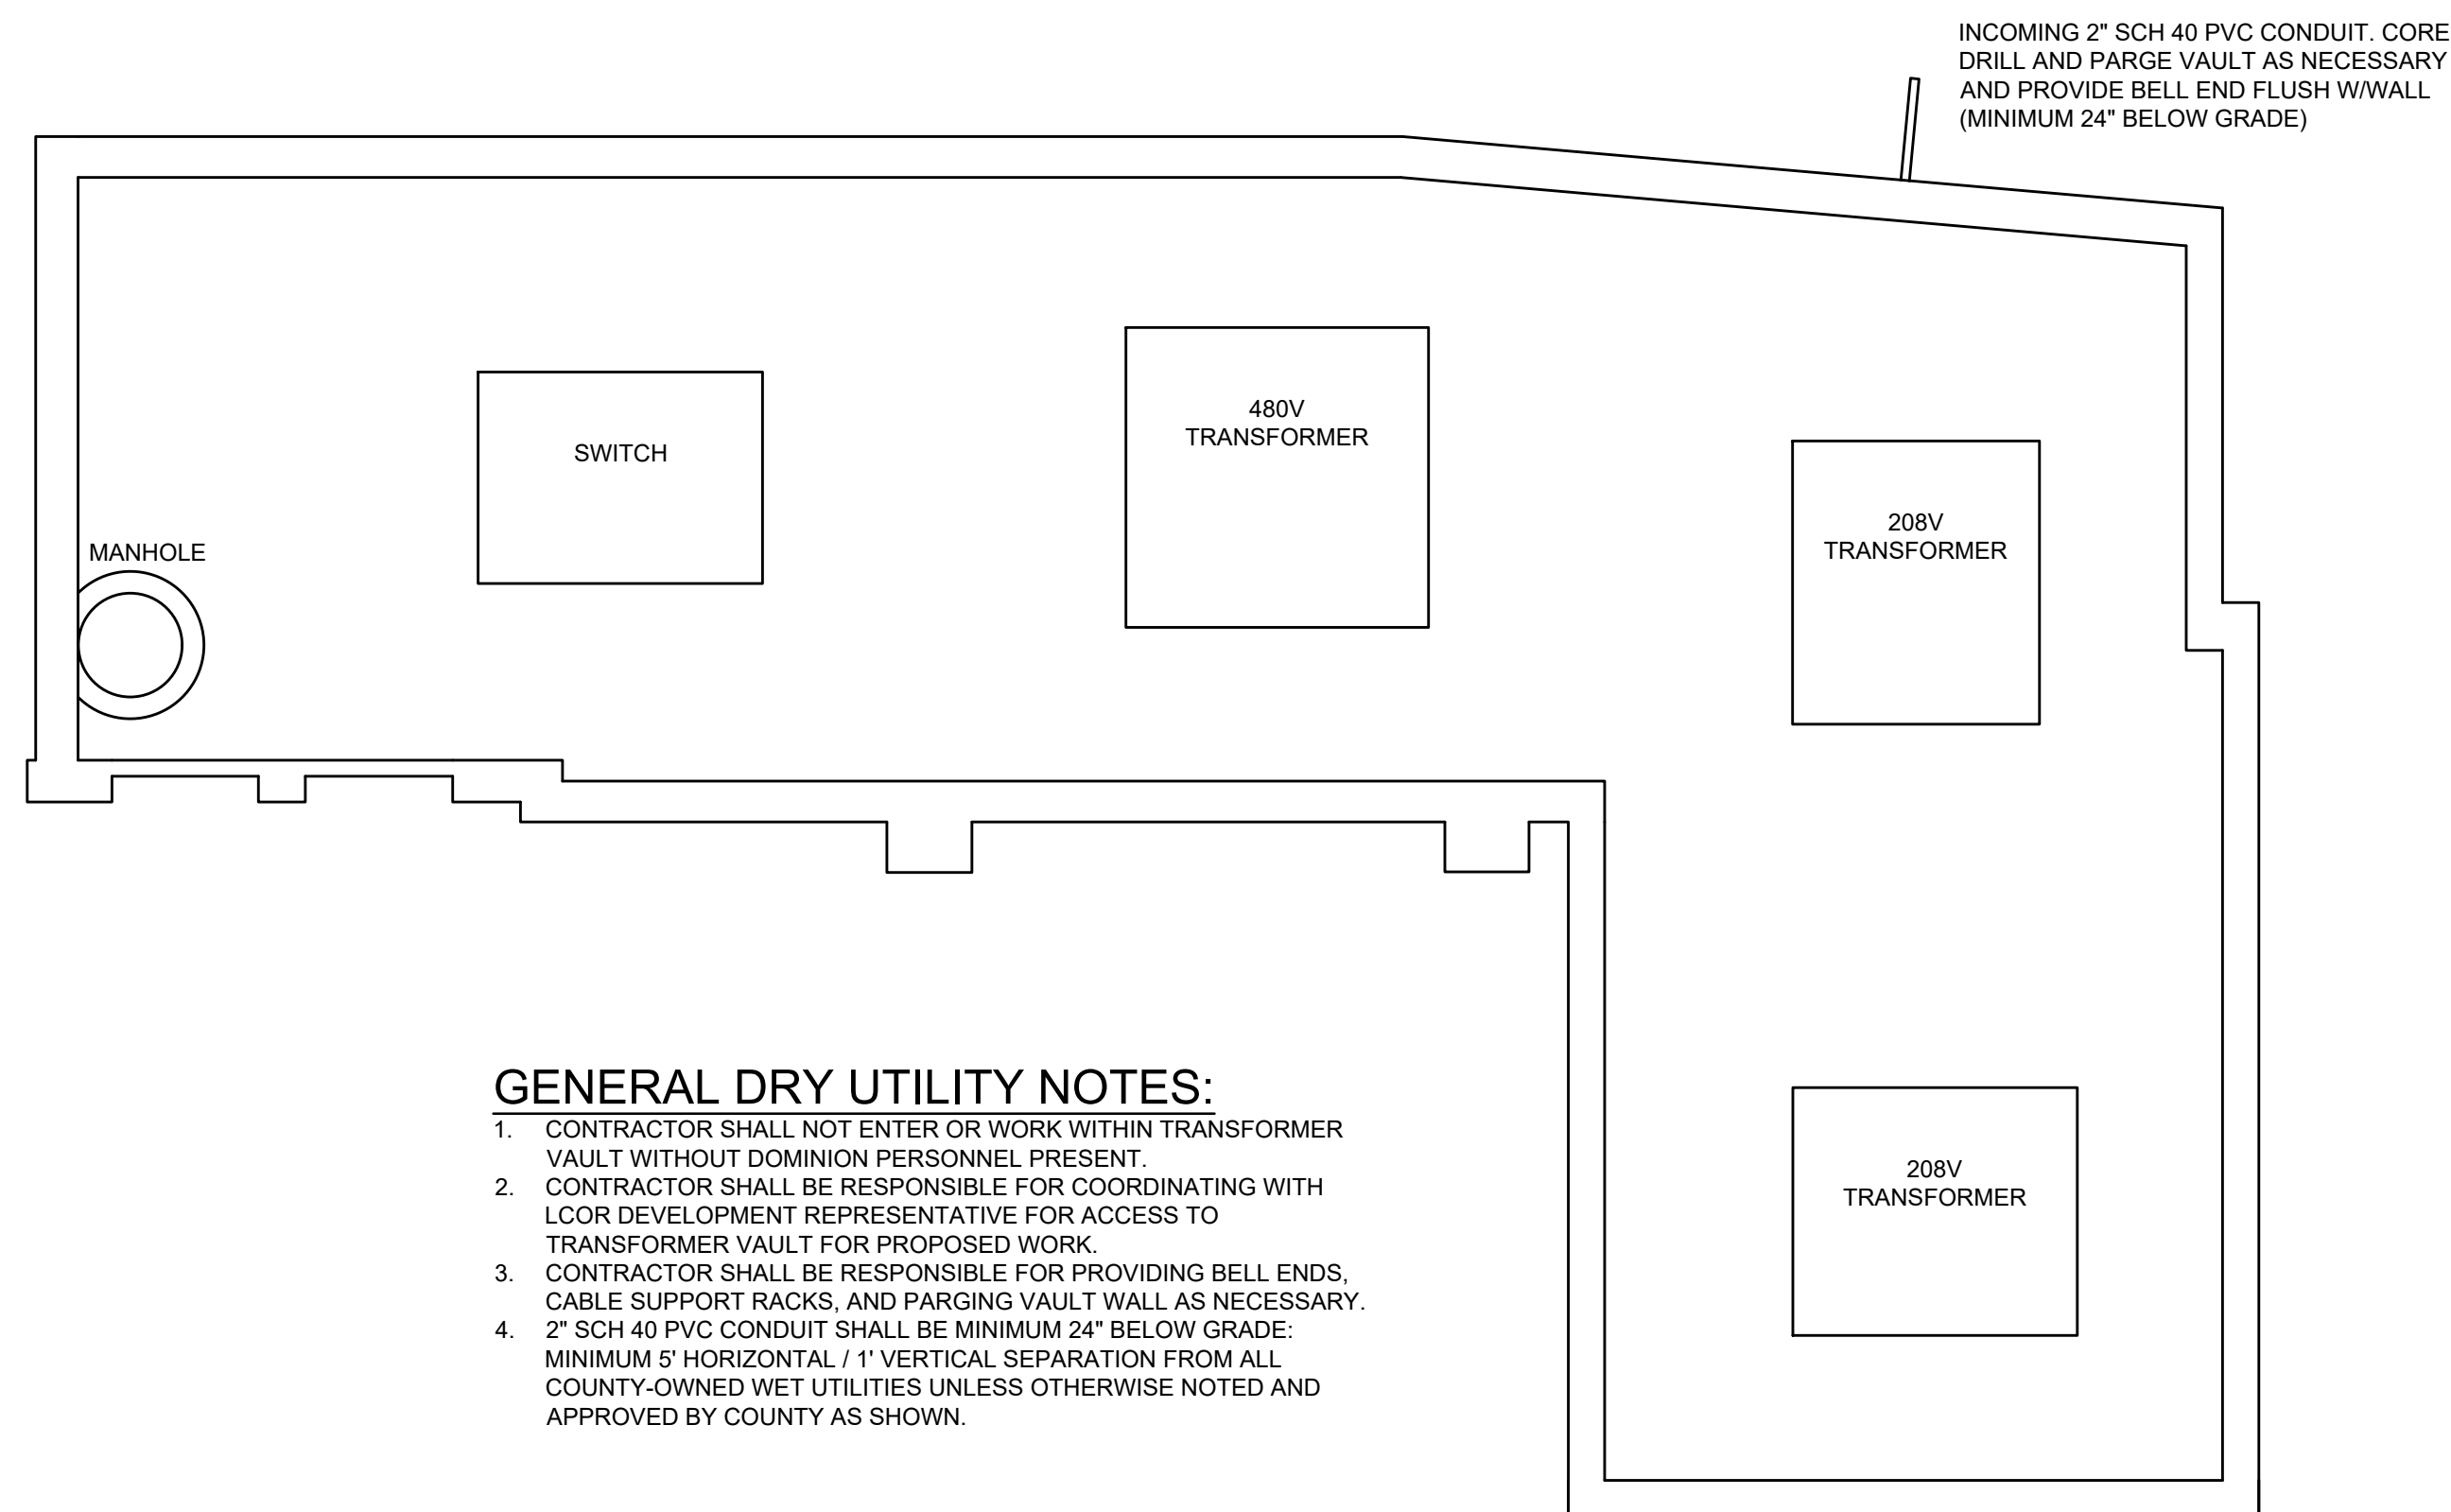 INCOMING 2" SCH 40 PVC CONDUIT. CORE
DRILL AND PARGE VAULT AS NECESSARY
AND PROVIDE BELL END FLUSH W/WALL
(MINIMUM 24" BELOW GRADE)
480V
TRANSFORMER
SWITCH
208V
TRANSFORMER
MANHOLE
GENERAL DRY UTILITY NOTES:
1. CONTRACTOR SHALL NOT ENTER OR WORK WITHIN TRANSFORMER
VAULT WITHOUT DOMINION PERSONNEL PRESENT.
2. CONTRACTOR SHALL BE RESPONSIBLE FOR COORDINATING WITH
LCOR DEVELOPMENT REPRESENTATIVE FOR ACCESS TO
TRANSFORMER VAULT FOR PROPOSED WORK.
3. CONTRACTOR SHALL BE RESPONSIBLE FOR PROVIDING BELL ENDS,
CABLE SUPPORT RACKS, AND PARGING VAULT WALL AS NECESSARY.
4. 2" SCH 40 PVC CONDUIT SHALL BE MINIMUM 24" BELOW GRADE:
MINIMUM 5' HORIZONTAL / 1' VERTICAL SEPARATION FROM ALL
COUNTY-OWNED WET UTILITIES UNLESS OTHERWISE NOTED AND
APPROVED BY COUNTY AS SHOWN.
208V
TRANSFORMER